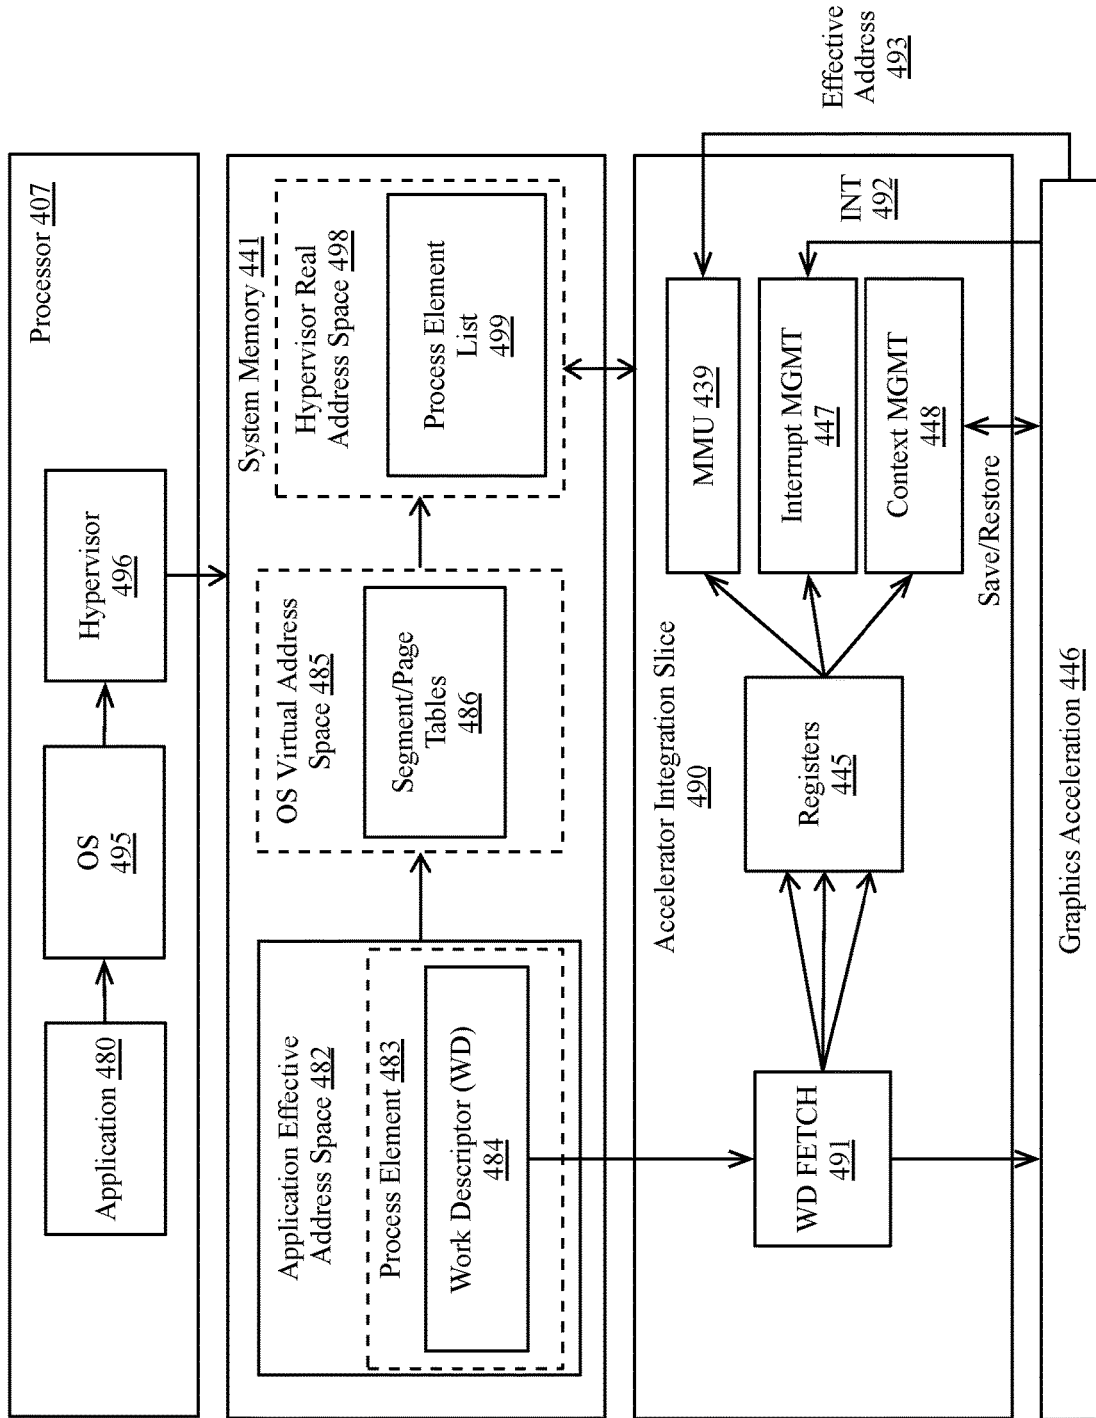 Processor 407
Application 480
OS
495
Hypervisor
496
System Memory 441
Application Effective
Address Space 482
Process Element 483
Work Descriptor (WD)
484
OS Virtual Address
Space 485
Segment/Page
Tables
486
Hypervisor Real
Address Space 498
Process Element
List
499
Accelerator Integration Slice
490
WD FETCH
491
Registers
445
MMU 439
Interrupt MGMT
447
Context MGMT
448
INT
492
Effective
Address
493
Save/Restore
Graphics Acceleration 446